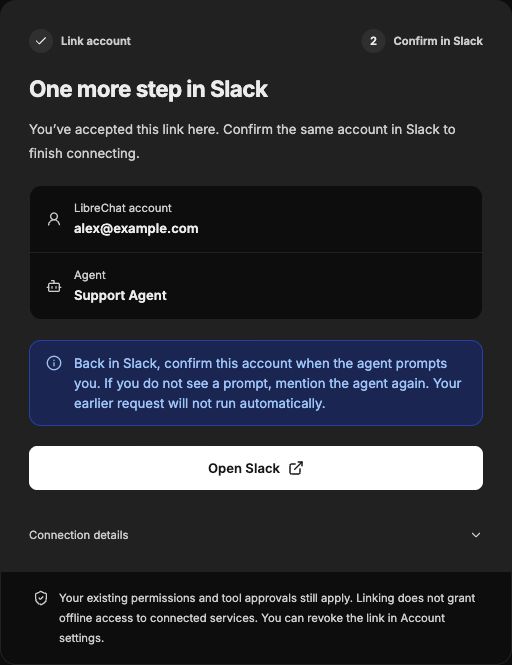 Link account
2 Confirm in Slack
One more step in Slack
You’ve accepted this link here. Confirm the same account in Slack to
finish connecting.
LibreChat account
alex@example.com
Agent
Support Agent
Back in Slack, confirm this account when the agent prompts
you. If you do not see a prompt, mention the agent again. Your
earlier request will not run automatically.
Open Slack
Connection details
Your existing permissions and tool approvals still apply. Linking does not grant
offline access to connected services. You can revoke the link in Account
settings.